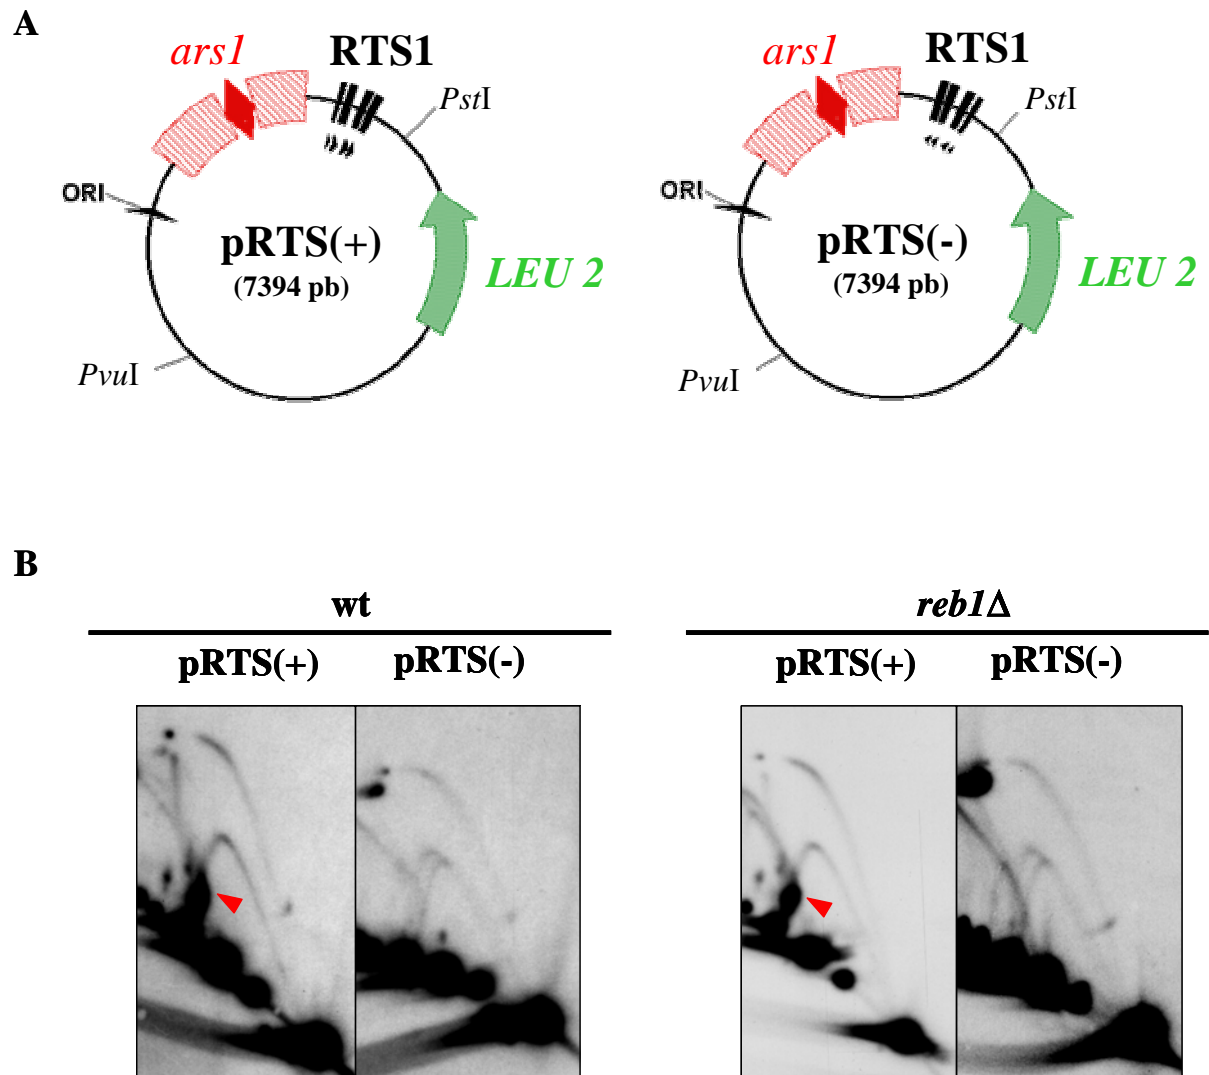 A
ars1
RTS1
PstI
ORI
pRTS(+)
(7394 pb)
LEU 2
PvuI
ars1
RTS1
PstI
ORI
pRTS(-)
(7394 pb)
LEU 2
PvuI
B
wt
reb1Δ
pRTS(+)
pRTS(-)
pRTS(+)
pRTS(-)